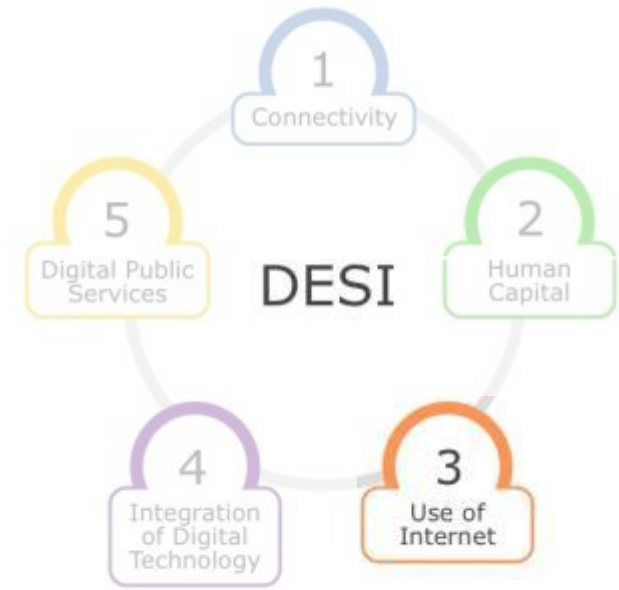 1
Connectivity
2
Human
Capital
DESI
3
Use of
Internet
4
Integration
of Digital
Technology
5
Digital Public
Services